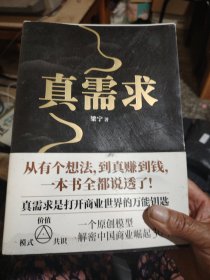 真需求
梁宁 著
从有个想法，到真赚到钱，
一本书全都说透了！
真需求是打开商业世界的万能钥匙
价值
模式 共识
一个原创模型
解密中国商业崛起